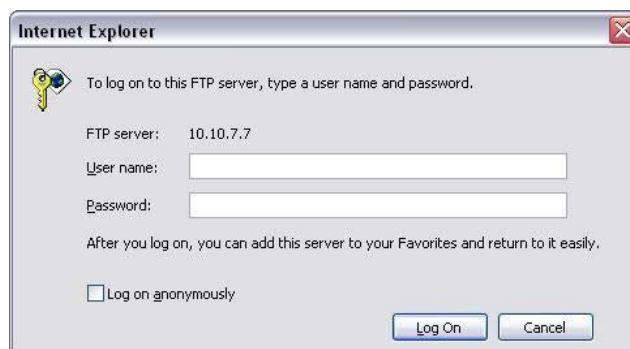 Internet Explorer
To log on to this FTP server, type a user name and password.
FTP server: 10.10.7.7
User name:
Password:
After you log on, you can add this server to your Favorites and return to it easily.
Log on anonymously
Log On Cancel